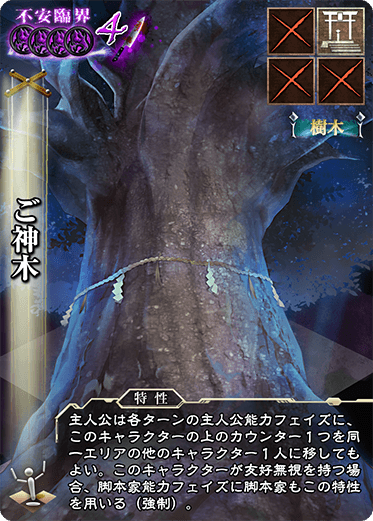 不安臨界
4
樹木
ご神木
特性
主人公は各ターンの主人公能力フェイズに、
このキャラクターの上のカウンター1つを同
一エリアの他のキャラクター1人に移しても
よい。このキャラクターが友好無視を持つ場
合、脚本家能力フェイズに脚本家もこの特性
を用いる（強制）。